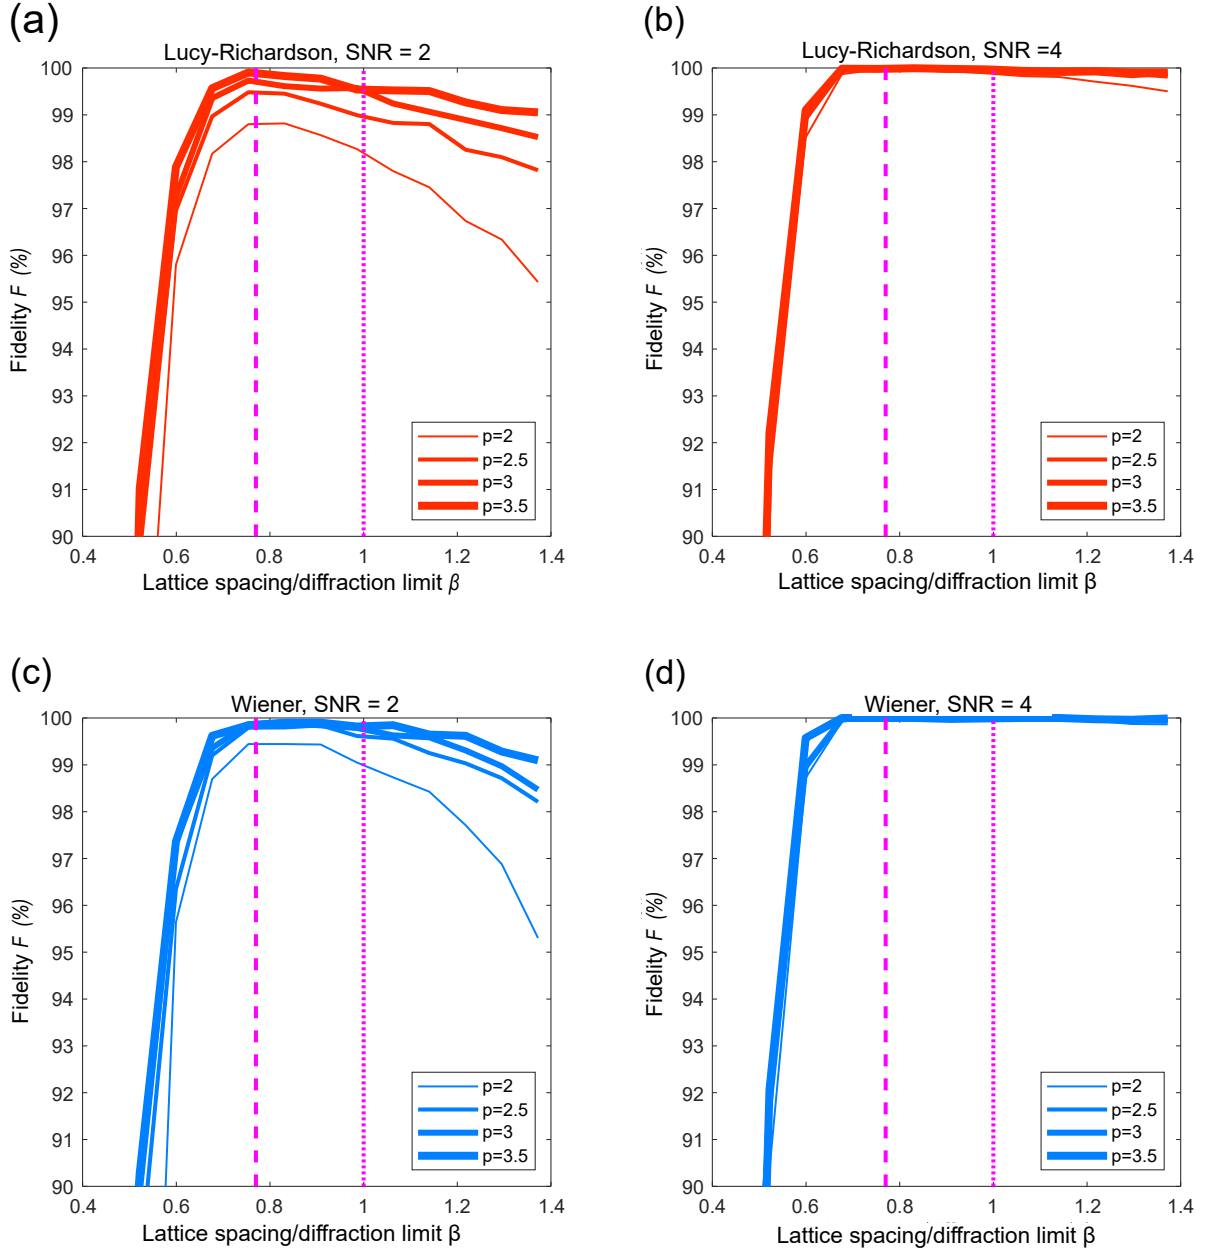 (a)
Lucy-Richardson, SNR = 2
100
99
98
97
96
95
94
93
92
91
90
Fidelity F (%)
p=2
p=2.5
p=3
p=3.5
0.4 0.6 0.8 1 1.2 1.4
Lattice spacing/diffraction limit β
(b)
Lucy-Richardson, SNR =4
100
99
98
97
96
95
94
93
92
91
90
Fidelity F (%)
p=2
p=2.5
p=3
p=3.5
0.4 0.6 0.8 1 1.2 1.4
Lattice spacing/diffraction limit β
(c)
Wiener, SNR = 2
100
99
98
97
96
95
94
93
92
91
90
Fidelity F (%)
p=2
p=2.5
p=3
p=3.5
0.4 0.6 0.8 1 1.2 1.4
Lattice spacing/diffraction limit β
(d)
Wiener, SNR = 4
100
99
98
97
96
95
94
93
92
91
90
Fidelity F (%)
p=2
p=2.5
p=3
p=3.5
0.4 0.6 0.8 1 1.2 1.4
Lattice spacing/diffraction limit β